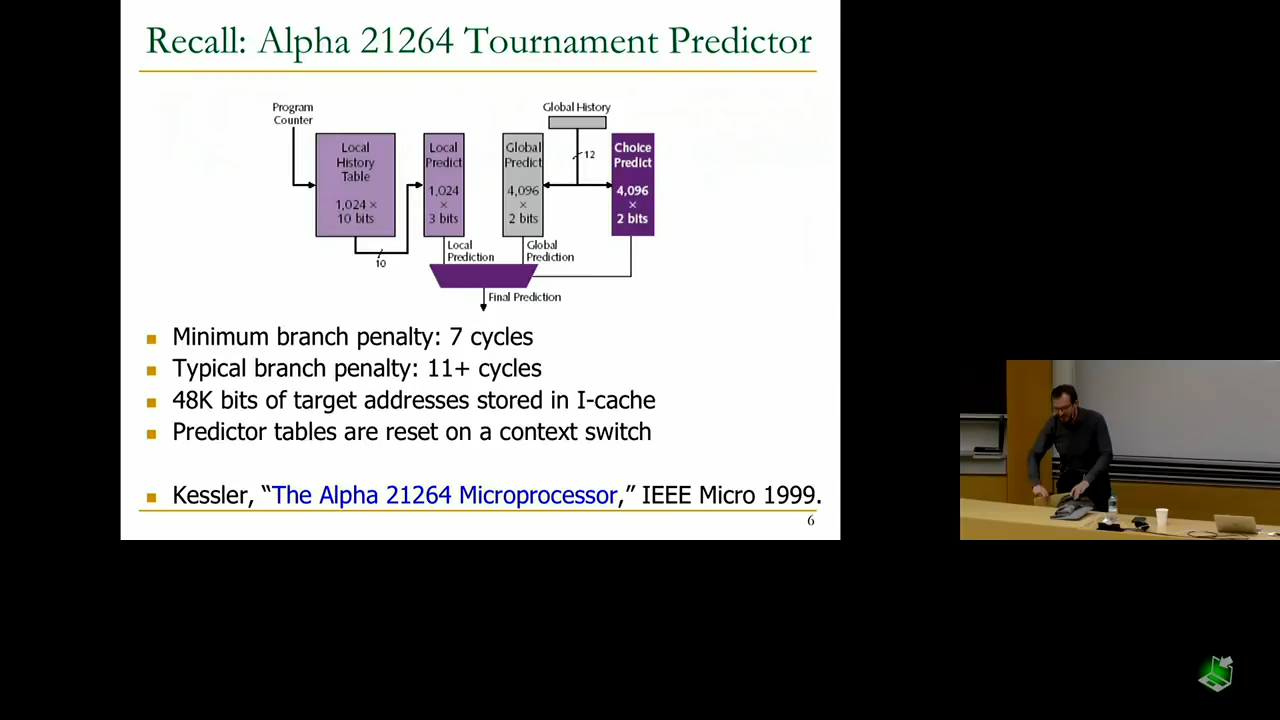 Recall: Alpha 21264 Tournament Predictor
Program
Counter
Global History
Local
History
Table
1,024 ×
10 bits
Local
Predict
1,024
×
3 bits
Global
Predict
4,096
×
2 bits
12
Choice
Predict
4,096
×
2 bits
10
Local
Prediction
Global
Prediction
Final Prediction
Minimum branch penalty: 7 cycles
Typical branch penalty: 11+ cycles
48K bits of target addresses stored in I-cache
Predictor tables are reset on a context switch
Kessler, “The Alpha 21264 Microprocessor,” IEEE Micro 1999.
6